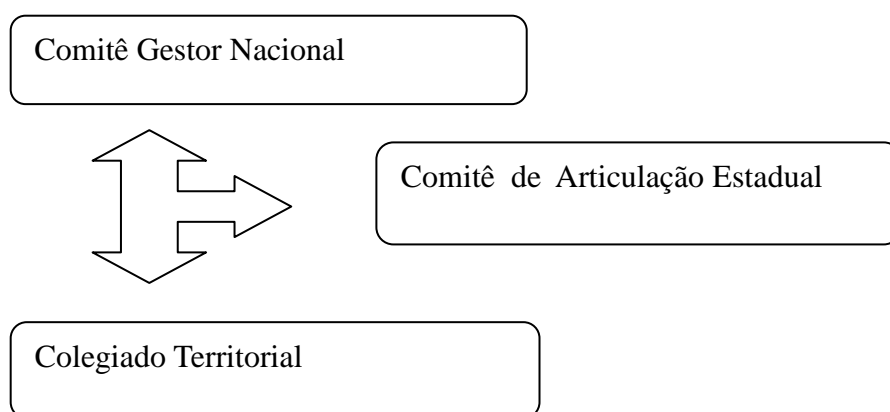 Comitê Gestor Nacional
Comitê de Articulação Estadual
Colegiado Territorial